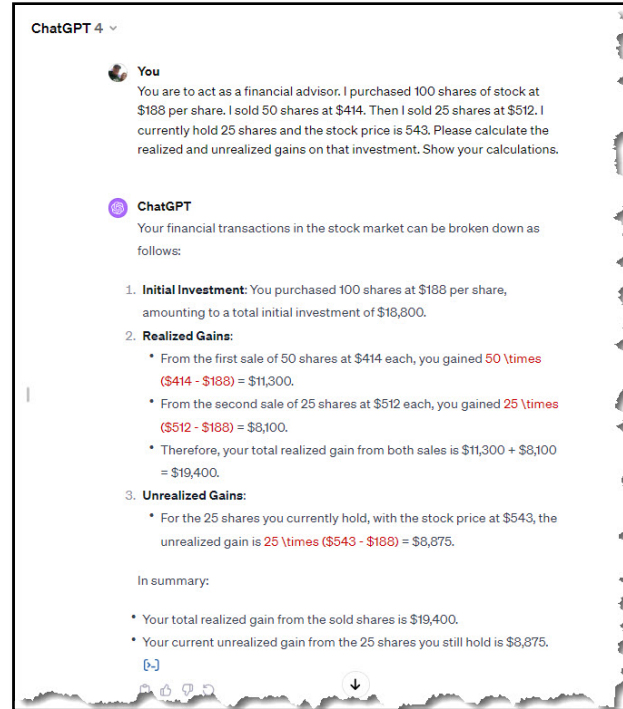 ChatGPT 4
You
You are to act as a financial advisor. I purchased 100 shares of stock at
$188 per share. I sold 50 shares at $414. Then I sold 25 shares at $512. I
currently hold 25 shares and the stock price is 543. Please calculate the
realized and unrealized gains on that investment. Show your calculations.
ChatGPT
Your financial transactions in the stock market can be broken down as
follows:
1. Initial Investment: You purchased 100 shares at $188 per share,
amounting to a total initial investment of $18,800.
2. Realized Gains:
• From the first sale of 50 shares at $414 each, you gained 50 \times
($414 - $188) = $11,300.
• From the second sale of 25 shares at $512 each, you gained 25 \times
($512 - $188) = $8,100.
• Therefore, your total realized gain from both sales is $11,300 + $8,100
= $19,400.
3. Unrealized Gains:
• For the 25 shares you currently hold, with the stock price at $543, the
unrealized gain is 25 \times ($543 - $188) = $8,875.
In summary:
• Your total realized gain from the sold shares is $19,400.
• Your current unrealized gain from the 25 shares you still hold is $8,875.